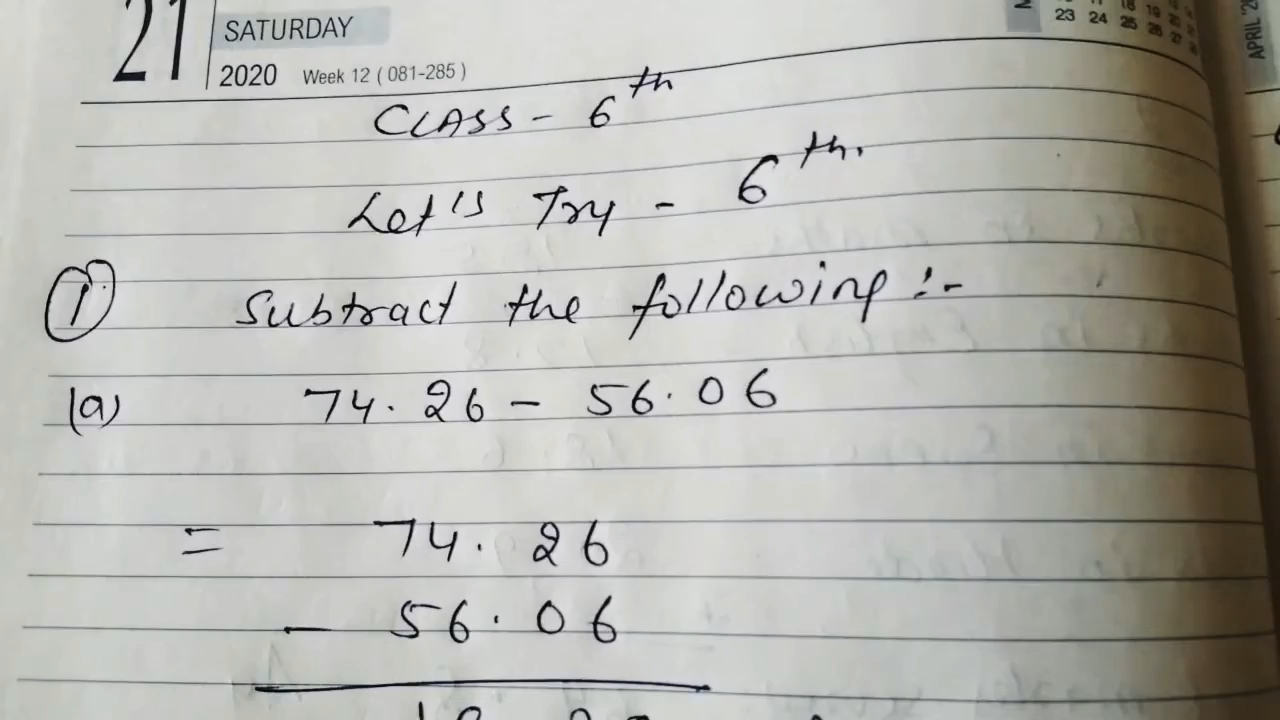 21 SATURDAY
2020 Week 12 ( 081-285 )
23 24
APRIL '20
CLASS - 6th
Let's Try - 6th.
① Subtract the following :-
(a) 74.26 - 56.06
= 74.26
- 56.06